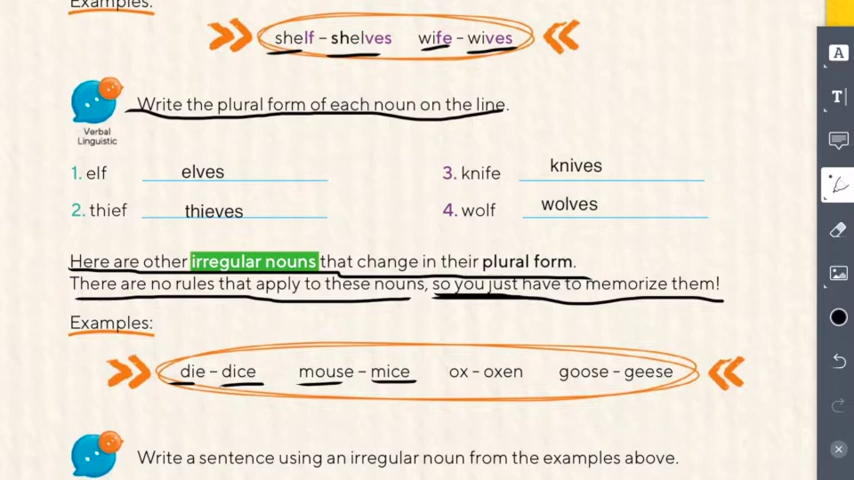 Examples:
shelf – shelves wife – wives
Write the plural form of each noun on the line.
Verbal
Linguistic
1. elf elves
3. knife knives
2. thief thieves
4. wolf wolves
Here are other irregular nouns that change in their plural form.
There are no rules that apply to these nouns, so you just have to memorize them!
Examples:
die – dice mouse – mice ox – oxen goose – geese
Write a sentence using an irregular noun from the examples above.
A
T